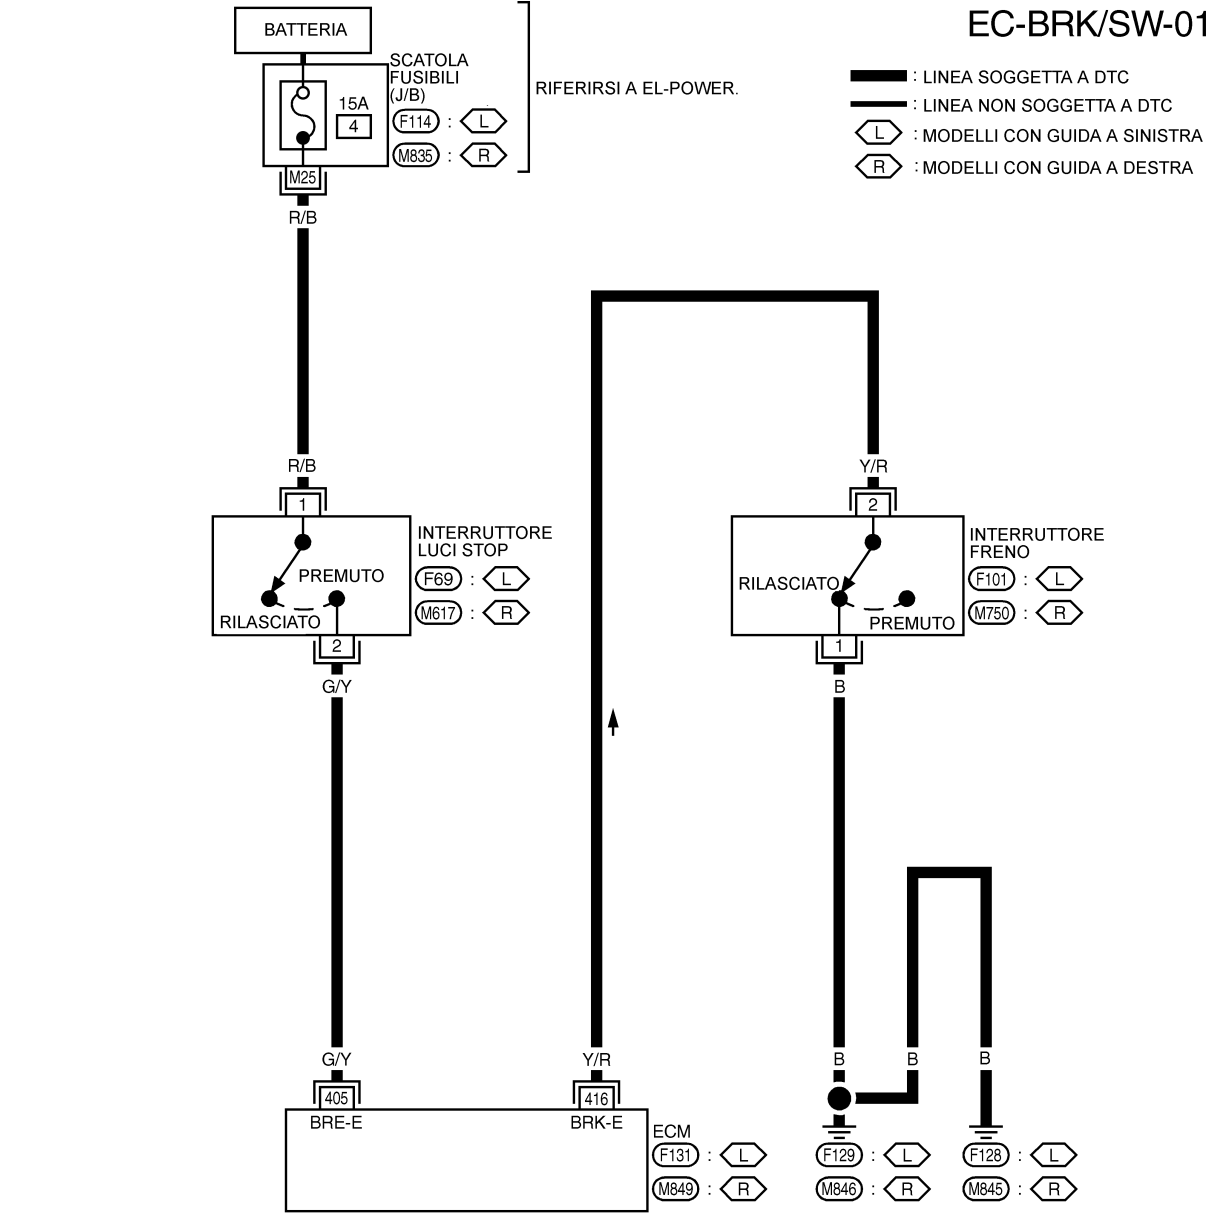 EC-BRK/SW-01
BATTERIA
SCATOLA
FUSIBILI
(J/B)
15A
4
F114 : L
M835 : R
RIFERIRSI A EL-POWER.
: LINEA SOGGETTA A DTC
: LINEA NON SOGGETTA A DTC
L : MODELLI CON GUIDA A SINISTRA
R : MODELLI CON GUIDA A DESTRA
M25
R/B
R/B
1
INTERRUTTORE
LUCI STOP
F69 : L
M617 : R
PREMUTO
RILASCIATO
2
G/Y
Y/R
2
INTERRUTTORE
FRENO
F101 : L
M750 : R
RILASCIATO
PREMUTO
1
B
G/Y
Y/R
B
B
B
405
416
BRE-E
BRK-E
ECM
F131 : L
M849 : R
F129 : L
M846 : R
F128 : L
M845 : R